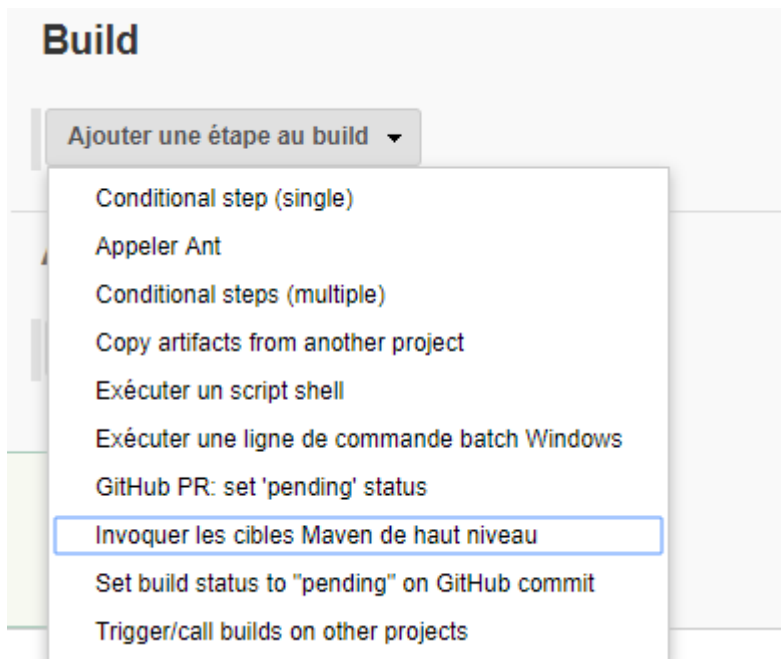 Build
Ajouter une étape au build
Conditional step (single)
Appeler Ant
Conditional steps (multiple)
Copy artifacts from another project
Exécuter un script shell
Exécuter une ligne de commande batch Windows
GitHub PR: set 'pending' status
Invoquer les cibles Maven de haut niveau
Set build status to "pending" on GitHub commit
Trigger/call builds on other projects